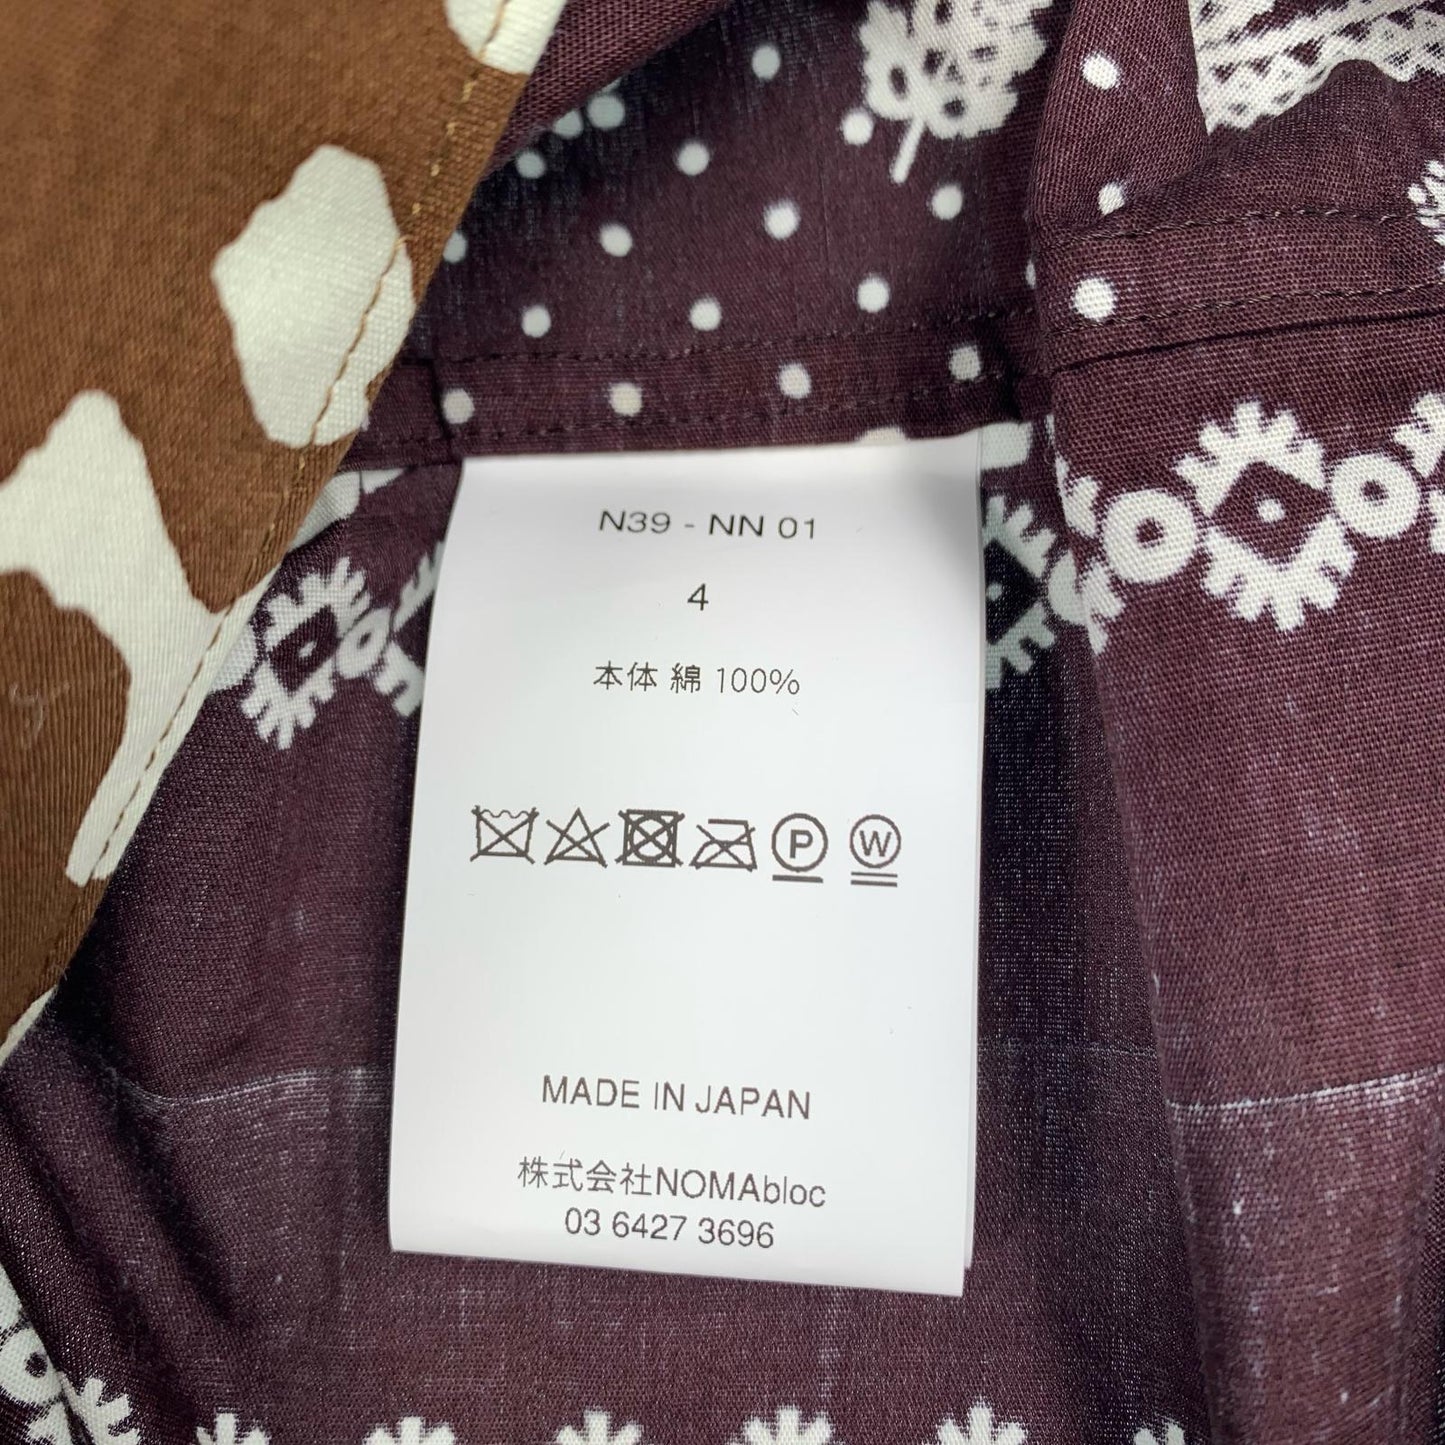 N39 - NN 01
4
本体 綿 100%
P W
MADE IN JAPAN
株式会社NOMAbloc
03 6427 3696